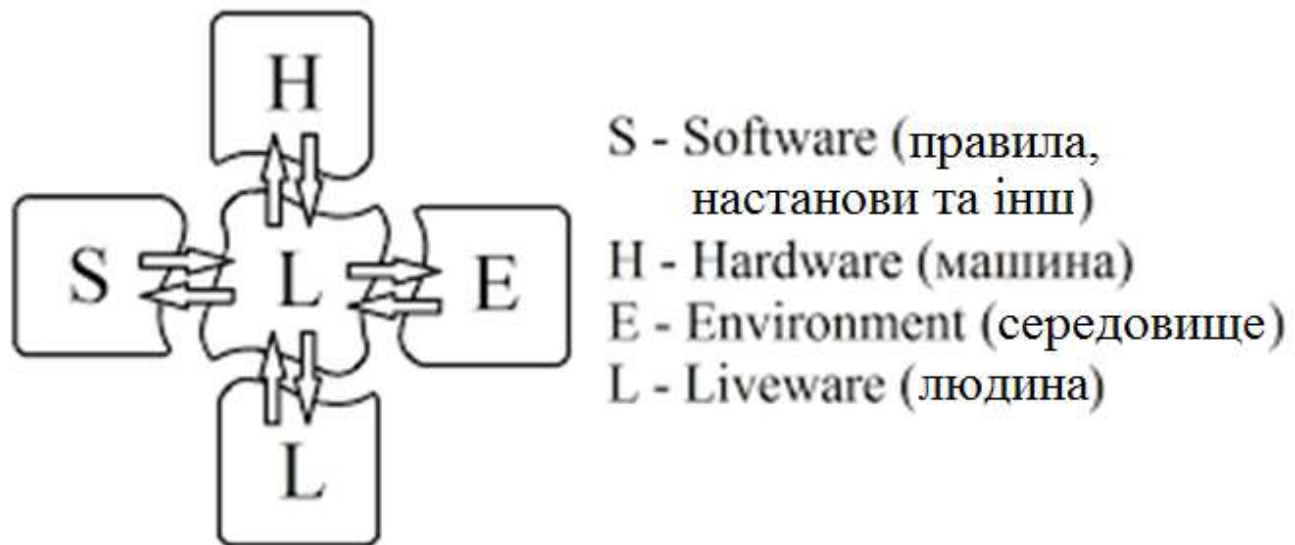 H
S L E
L
S - Software (правила,
настанови та інш)
H - Hardware (машина)
E - Environment (середовище)
L - Liveware (людина)